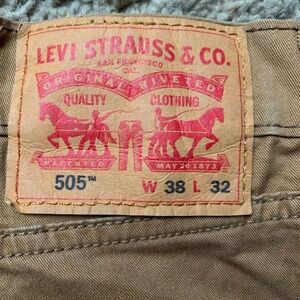 LEVI STRAUSS & CO.
SAN FRANCISCO
CAL.
ORIGINAL RIVETED
QUALITY CLOTHING
PATENTED MAY 20 1873
505™ W 38 L 32